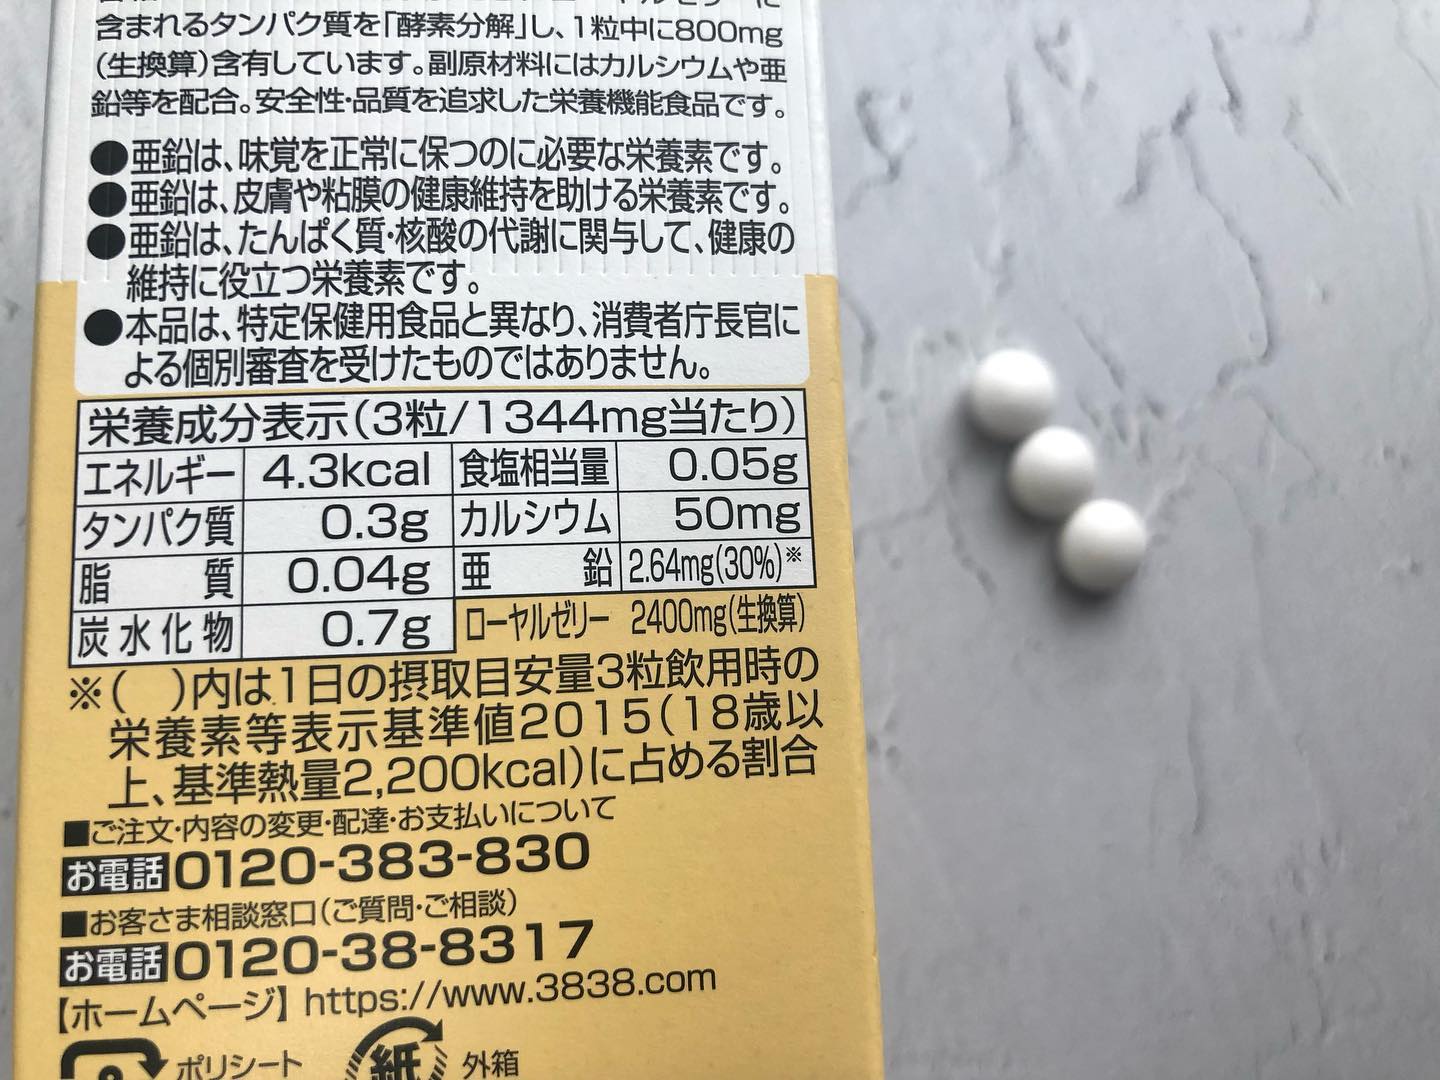 含まれるタンパク質を「酵素分解」し、1粒中に800mg
(生換算)含有しています。副原材料にはカルシウムや亜
鉛等を配合。安全性・品質を追求した栄養機能食品です。
●亜鉛は、味覚を正常に保つのに必要な栄養素です。
●亜鉛は、皮膚や粘膜の健康維持を助ける栄養素です。
●亜鉛は、たんぱく質・核酸の代謝に関与して、健康の
維持に役立つ栄養素です。
●本品は、特定保健用食品と異なり、消費者庁長官に
よる個別審査を受けたものではありません。
栄養成分表示(3粒/1344mg当たり)
エネルギー 4.3kcal 食塩相当量 0.05g
タンパク質 0.3g カルシウム 50mg
脂質 0.04g 亜鉛 2.64mg(30%)※
炭水化物 0.7g ローヤルゼリー 2400mg(生換算)
※( )内は1日の摂取目安量3粒飲用時の
栄養素等表示基準値2015(18歳以
上、基準熱量2,200kcal)に占める割合
■ご注文・内容の変更・配達・お支払いについて
お電話 0120-383-830
■お客さま相談窓口(ご質問・ご相談)
お電話 0120-38-8317
【ホームページ】https://www.3838.com
ポリシート 紙 外箱